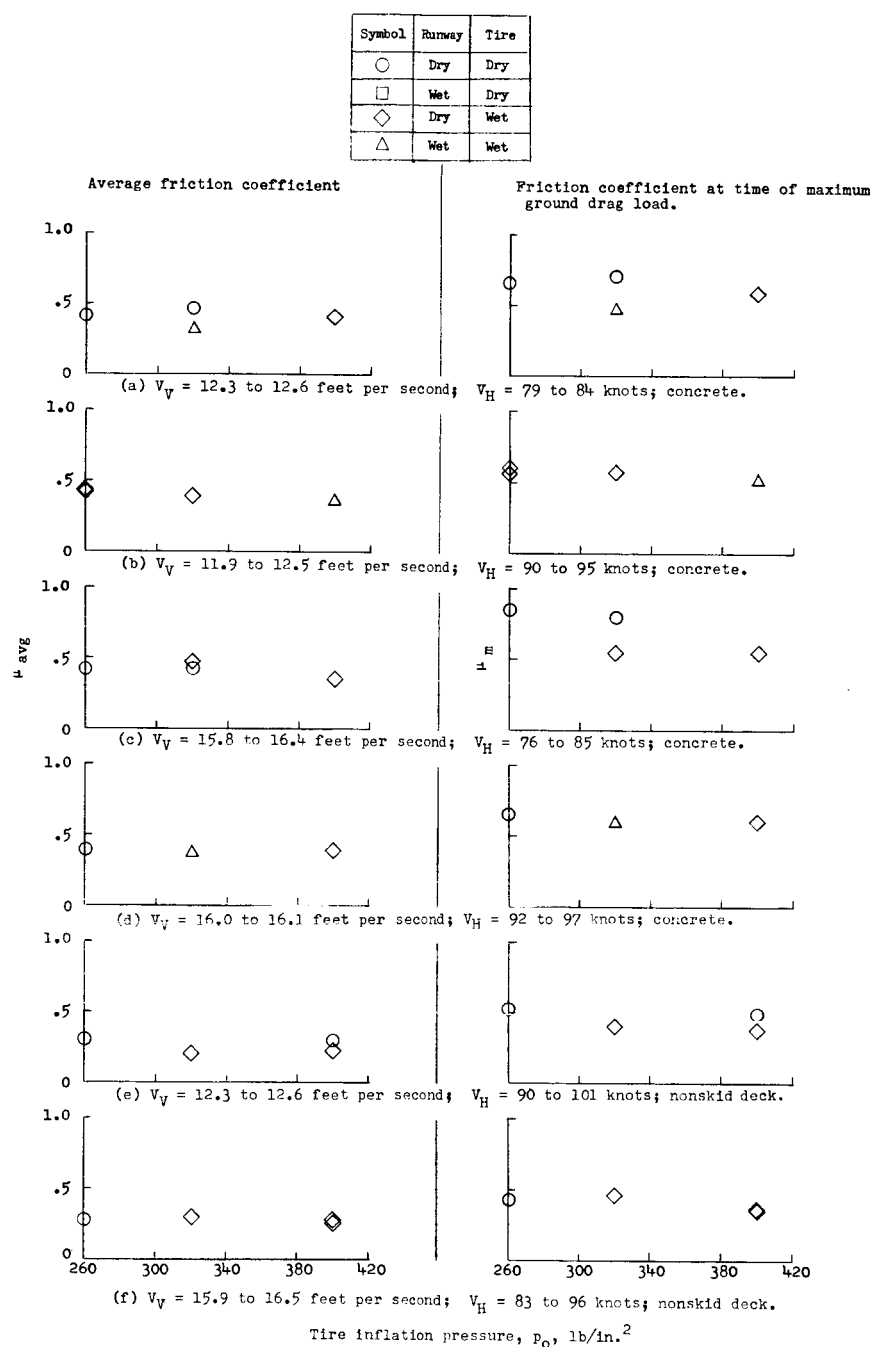 Symbol Runway Tire
Dry Dry
Wet Dry
Dry Wet
Wet Wet
Average friction coefficient
Friction coefficient at time of maximum
ground drag load.
1.0
.5
0
(a) V_V = 12.3 to 12.6 feet per second; V_H = 79 to 84 knots; concrete.
1.0
.5
0
(b) V_V = 11.9 to 12.5 feet per second; V_H = 90 to 95 knots; concrete.
1.0
μ avg
μ m
.5
0
(c) V_V = 15.8 to 16.4 feet per second; V_H = 76 to 85 knots; concrete.
1.0
.5
0
(d) V_V = 16.0 to 16.1 feet per second; V_H = 92 to 97 knots; concrete.
1.0
.5
0
(e) V_V = 12.3 to 12.6 feet per second; V_H = 90 to 101 knots; nonskid deck.
1.0
.5
0
260 300 340 380 420 260 300 340 380 420
(f) V_V = 15.9 to 16.5 feet per second; V_H = 83 to 96 knots; nonskid deck.
Tire inflation pressure, p_o, lb/in.²